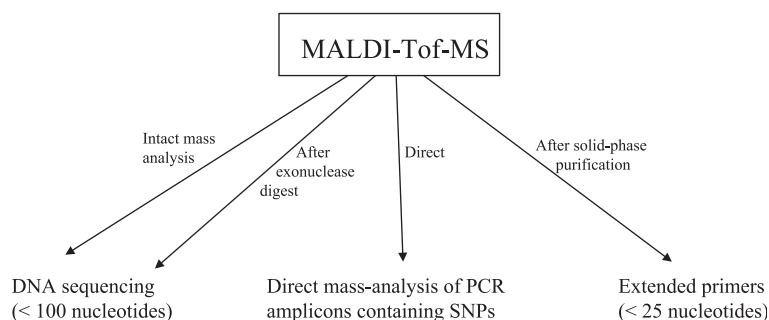 MALDI-Tof-MS
Intact mass
analysis
After
exonuclease
digest
Direct
After solid-phase
purification
DNA sequencing
(< 100 nucleotides)
Direct mass-analysis of PCR
amplicons containing SNPs
Extended primers
(< 25 nucleotides)